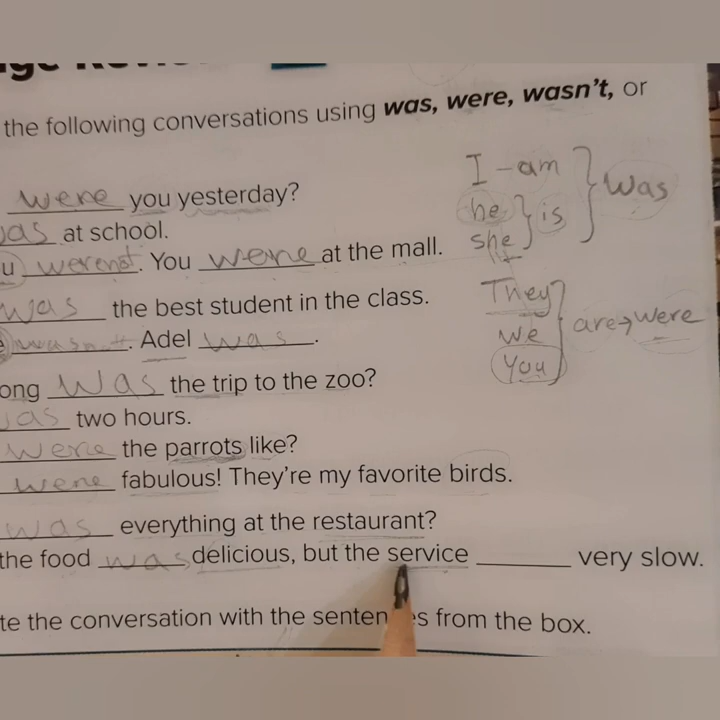 the following conversations using was, were, wasn't, or
were you yesterday?
was at school.
u weren't. You were at the mall.
was the best student in the class.
wasn't. Adel was.
ong was the trip to the zoo?
was two hours.
were the parrots like?
were fabulous! They're my favorite birds.
was everything at the restaurant?
the food was delicious, but the service ______ very slow.
te the conversation with the senten es from the box.
I - am
he
she
is
was
They
we
You
are → were